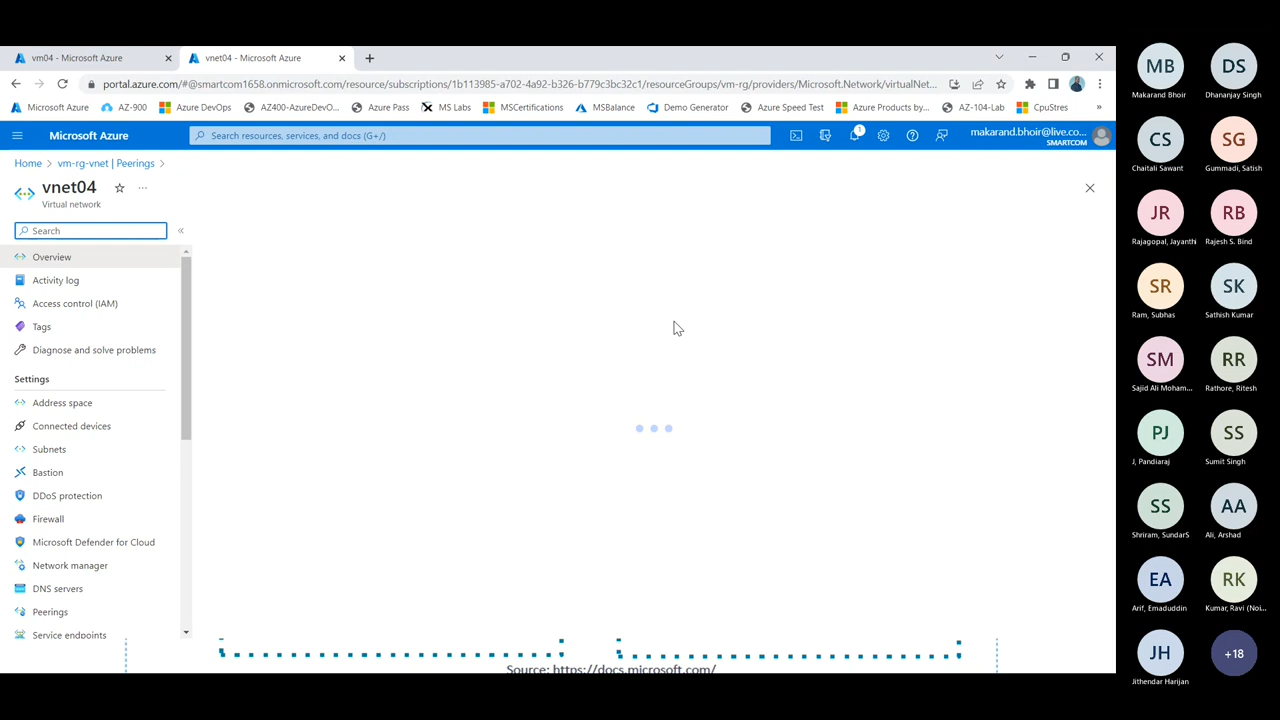 vm04 - Microsoft Azure
vnet04 - Microsoft Azure
portal.azure.com/#@smartcom1658.onmicrosoft.com/resource/subscriptions/1b113985-a702-4a92-b326-b779c3bc32c1/resourceGroups/vm-rg/providers/Microsoft.Network/virtualNet...
Microsoft Azure
AZ-900
Azure DevOps
AZ400-AzureDevO...
Azure Pass
MS Labs
MSCertifications
MSBalance
Demo Generator
Azure Speed Test
Azure Products by...
AZ-104-Lab
CpuStres
»
Microsoft Azure
Search resources, services, and docs (G+/)
1
makarand.bhoir@live.co...
SMARTCOM
Home > vm-rg-vnet | Peerings >
vnet04
Virtual network
Search
«
Overview
Activity log
Access control (IAM)
Tags
Diagnose and solve problems
Settings
Address space
Connected devices
Subnets
Bastion
DDoS protection
Firewall
Microsoft Defender for Cloud
Network manager
DNS servers
Peerings
Service endpoints
Source: https://docs.microsoft.com/
MB
Makarand Bhoir
DS
Dhananjay Singh
CS
Chaitali Sawant
SG
Gummadi, Satish
JR
Rajagopal, Jayanthi
RB
Rajesh S. Bind
SR
Ram, Subhas
SK
Sathish Kumar
SM
Sajid Ali Moham...
RR
Rathore, Ritesh
PJ
J, Pandiaraj
SS
Sumit Singh
SS
Shriram, SundarS
AA
Ali, Arshad
EA
Arif, Emaduddin
RK
Kumar, Ravi (Noi...
JH
Jithendar Harijan
+18